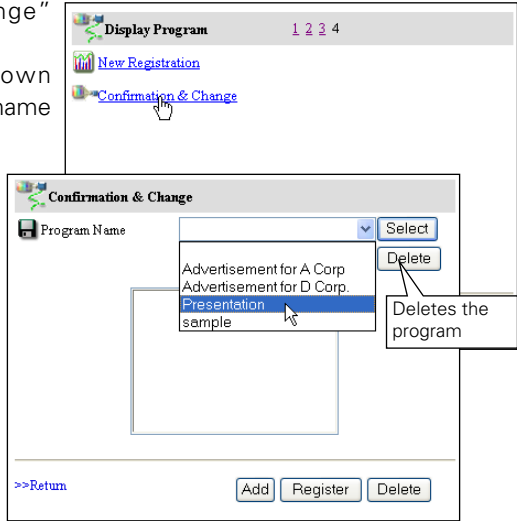 nge"
own
name
Display Program 1 2 3 4
New Registration
Confirmation & Change
Confirmation & Change
Program Name
Select
Delete
Advertisement for A Corp
Advertisement for D Corp.
Presentation
sample
Deletes the
program
>>Return
Add
Register
Delete